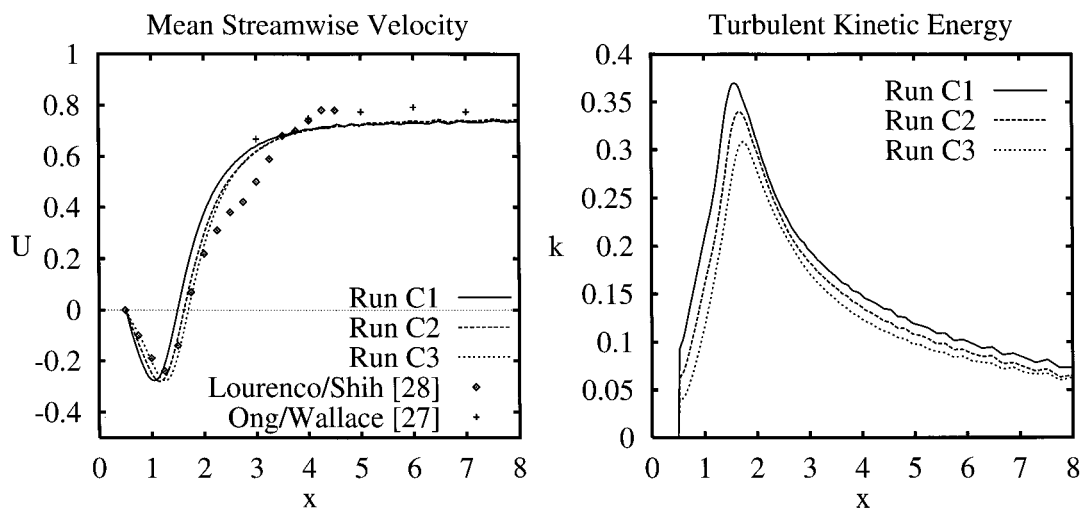 Mean Streamwise Velocity
1
0.8
0.6
0.4
0.2
0
-0.2
-0.4
U
Run C1
Run C2
Run C3
Lourenco/Shih [28]
Ong/Wallace [27]
0 1 2 3 4 5 6 7 8
x
Turbulent Kinetic Energy
0.4
0.35
0.3
0.25
0.2
0.15
0.1
0.05
0
k
Run C1
Run C2
Run C3
0 1 2 3 4 5 6 7 8
x